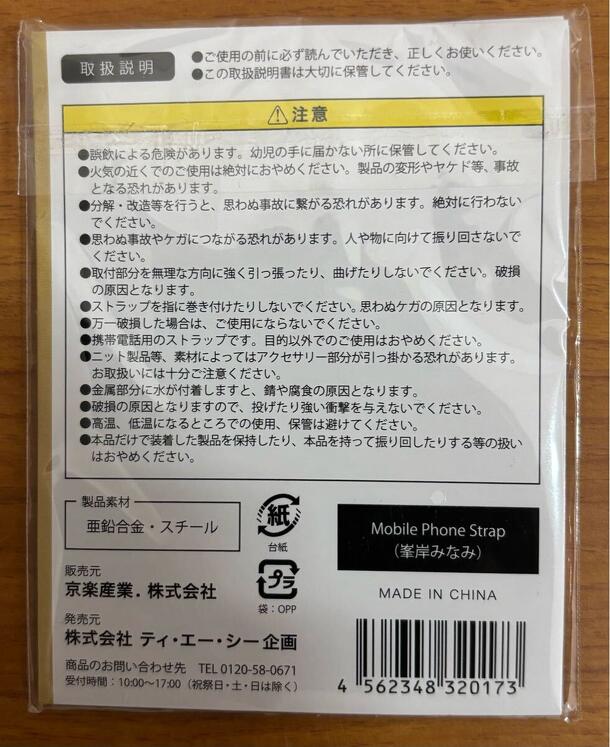 取扱説明
●ご使用の前に必ず読んでいただき、正しくお使いください。
●この取扱説明書は大切に保管してください。
注意
●誤飲による危険があります。幼児の手に届かない所に保管してください。
●火気の近くでのご使用は絶対におやめください。製品の変形やヤケド等、事故
となる恐れがあります。
●分解・改造等を行うと、思わぬ事故に繋がる恐れがあります。絶対に行わない
でください。
●思わぬ事故やケガにつながる恐れがあります。人や物に向けて振り回さないで
ください。
●取付部分を無理な方向に強く引っ張ったり、曲げたりしないでください。破損
の原因となります。
●ストラップを指に巻き付けたりしないでください。思わぬケガの原因となります。
●万一破損した場合は、ご使用にならないでください。
●携帯電話用のストラップです。目的以外でのご使用はおやめください。
●ニット製品等、素材によってはアクセサリー部分が引っ掛かる恐れがあります。
お取扱いには十分ご注意ください。
●金属部分に水が付着しますと、錆や腐食の原因となります。
●破損の原因となりますので、投げたり強い衝撃を与えないでください。
●高温、低温になるところでの使用、保管は避けてください。
●本品だけで装着した製品を保持したり、本品を持って振り回したりする等の扱い
はおやめください。
製品素材
亜鉛合金・スチール
紙
台紙
プラ
袋：OPP
Mobile Phone Strap
（峯岸みなみ）
MADE IN CHINA
販売元
京楽産業．株式会社
発売元
株式会社 ティ・エー・シー企画
商品のお問い合わせ先 TEL 0120-58-0671
受付時間：10:00～17:00（祝祭日・土・日は除く）
4 562348 320173